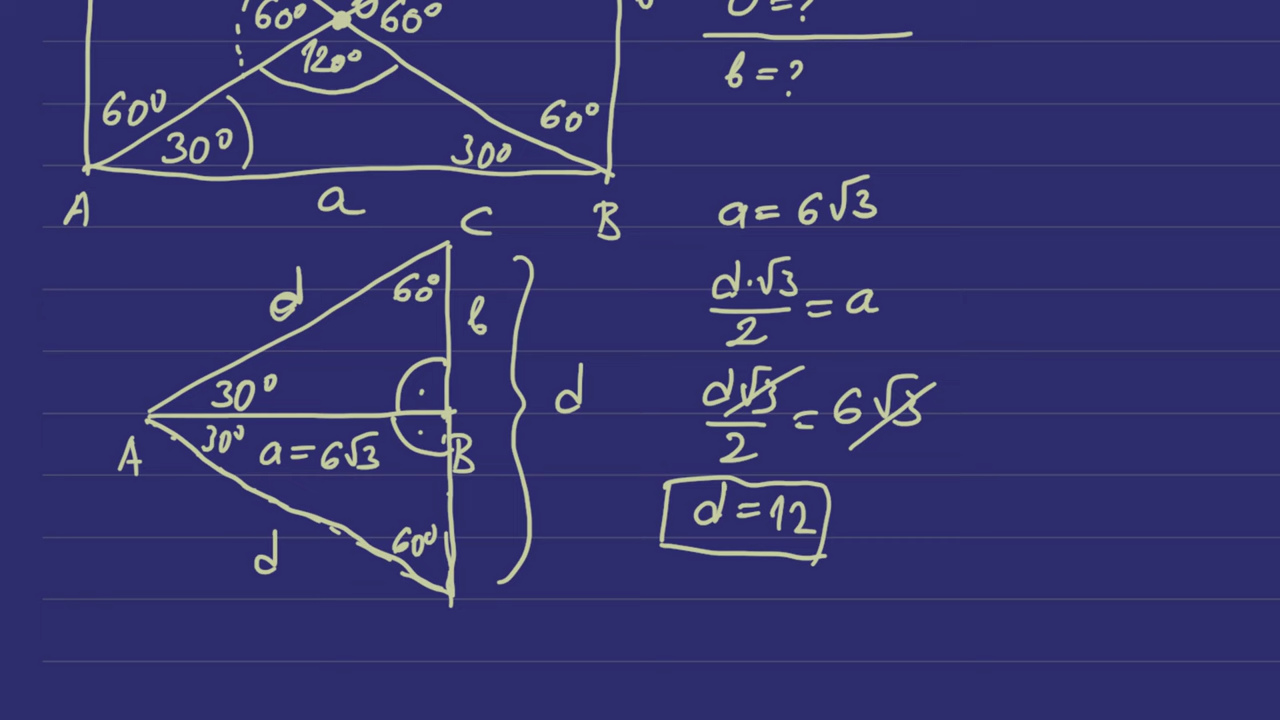 60° 60°
120°
60° 60°
30° 30°
A a B
b = ?
C
d 60° b
30° d
A 30° a = 6√3 B
d 60°
a = 6√3
d·√3 / 2 = a
d√3 / 2 = 6√3
d = 12